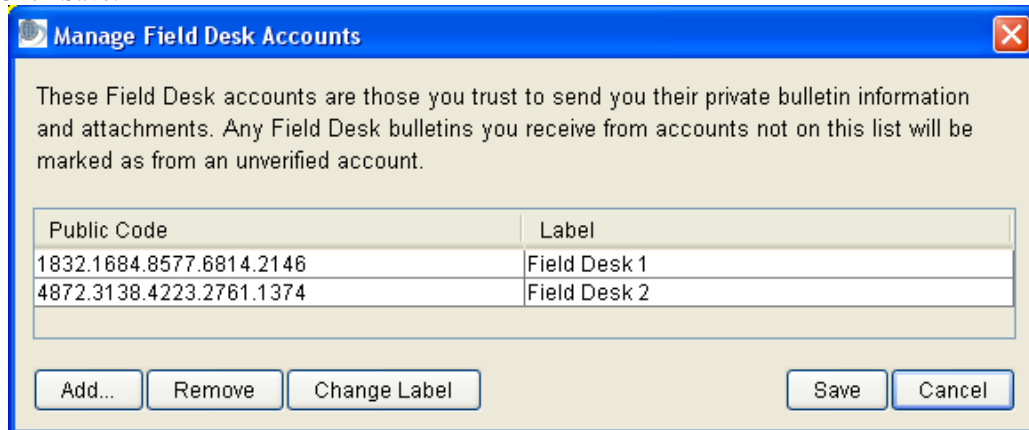 Manage Field Desk Accounts
These Field Desk accounts are those you trust to send you their private bulletin information
and attachments. Any Field Desk bulletins you receive from accounts not on this list will be
marked as from an unverified account.
Public Code Label
1832.1684.8577.6814.2146 Field Desk 1
4872.3138.4223.2761.1374 Field Desk 2
Add... Remove Change Label Save Cancel